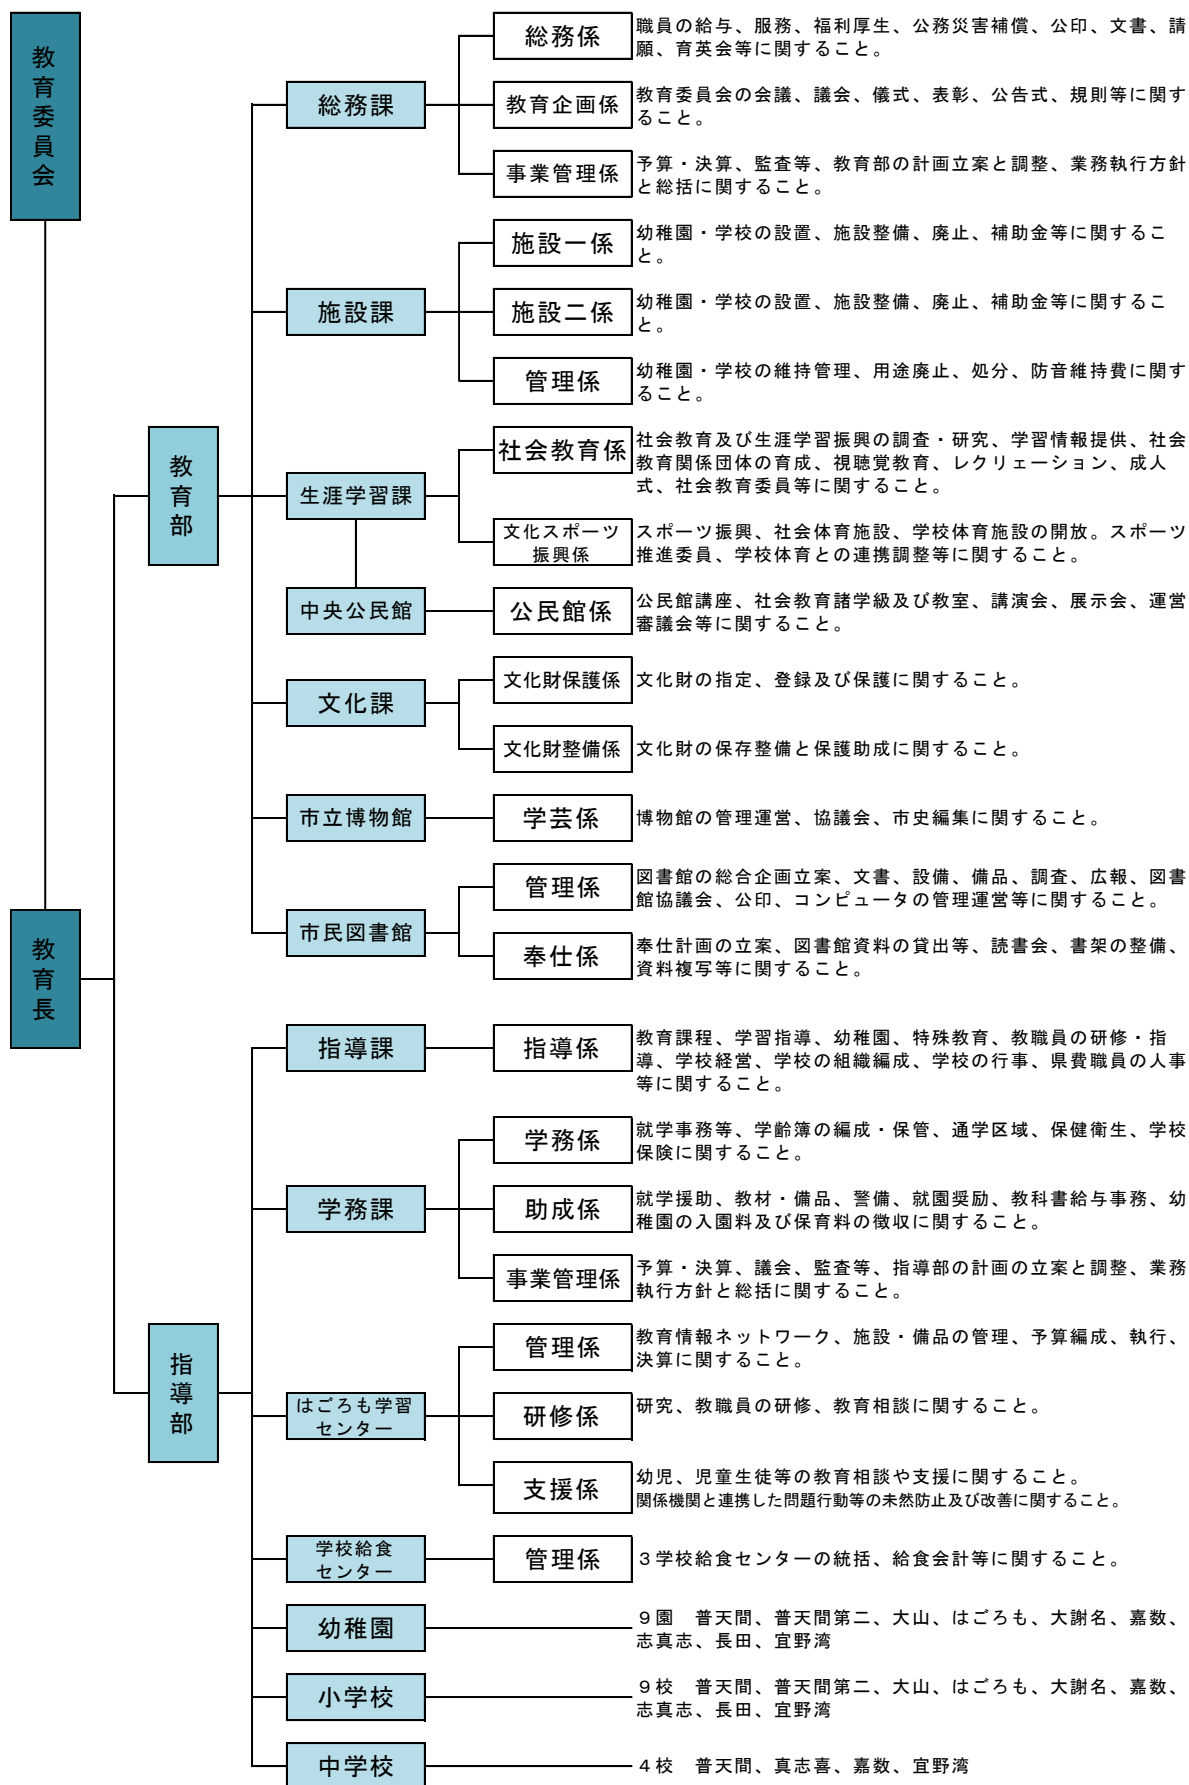 教育委員会
教育長
教育部
総務課
総務係
職員の給与、服務、福利厚生、公務災害補償、公印、文書、請
願、育英会等に関すること。
教育企画係
教育委員会の会議、議会、儀式、表彰、公告式、規則等に関す
ること。
事業管理係
予算・決算、監査等、教育部の計画立案と調整、業務執行方針
と総括に関すること。
施設課
施設一係
幼稚園・学校の設置、施設整備、廃止、補助金等に関するこ
と。
施設二係
幼稚園・学校の設置、施設整備、廃止、補助金等に関するこ
と。
管理係
幼稚園・学校の維持管理、用途廃止、処分、防音維持費に関す
ること。
生涯学習課
社会教育係
社会教育及び生涯学習振興の調査・研究、学習情報提供、社会
教育関係団体の育成、視聴覚教育、レクリェーション、成人
式、社会教育委員等に関すること。
文化スポーツ
振興係
スポーツ振興、社会体育施設、学校体育施設の開放。スポーツ
推進委員、学校体育との連携調整等に関すること。
中央公民館
公民館係
公民館講座、社会教育諸学級及び教室、講演会、展示会、運営
審議会等に関すること。
文化課
文化財保護係
文化財の指定、登録及び保護に関すること。
文化財整備係
文化財の保存整備と保護助成に関すること。
市立博物館
学芸係
博物館の管理運営、協議会、市史編集に関すること。
市民図書館
管理係
図書館の総合企画立案、文書、設備、備品、調査、広報、図書
館協議会、公印、コンピュータの管理運営等に関すること。
奉仕係
奉仕計画の立案、図書館資料の貸出等、読書会、書架の整備、
資料複写等に関すること。
指導部
指導課
指導係
教育課程、学習指導、幼稚園、特殊教育、教職員の研修・指
導、学校経営、学校の組織編成、学校の行事、県費職員の人事
等に関すること。
学務課
学務係
就学事務等、学齢簿の編成・保管、通学区域、保健衛生、学校
保険に関すること。
助成係
就学援助、教材・備品、警備、就園奨励、教科書給与事務、幼
稚園の入園料及び保育料の徴収に関すること。
事業管理係
予算・決算、議会、監査等、指導部の計画の立案と調整、業務
執行方針と総括に関すること。
はごろも学習
センター
管理係
教育情報ネットワーク、施設・備品の管理、予算編成、執行、
決算に関すること。
研修係
研究、教職員の研修、教育相談に関すること。
支援係
幼児、児童生徒等の教育相談や支援に関すること。
関係機関と連携した問題行動等の未然防止及び改善に関すること。
学校給食
センター
管理係
３学校給食センターの統括、給食会計等に関すること。
幼稚園
９園　普天間、普天間第二、大山、はごろも、大謝名、嘉数、
志真志、長田、宜野湾
小学校
９校　普天間、普天間第二、大山、はごろも、大謝名、嘉数、
志真志、長田、宜野湾
中学校
４校　普天間、真志喜、嘉数、宜野湾